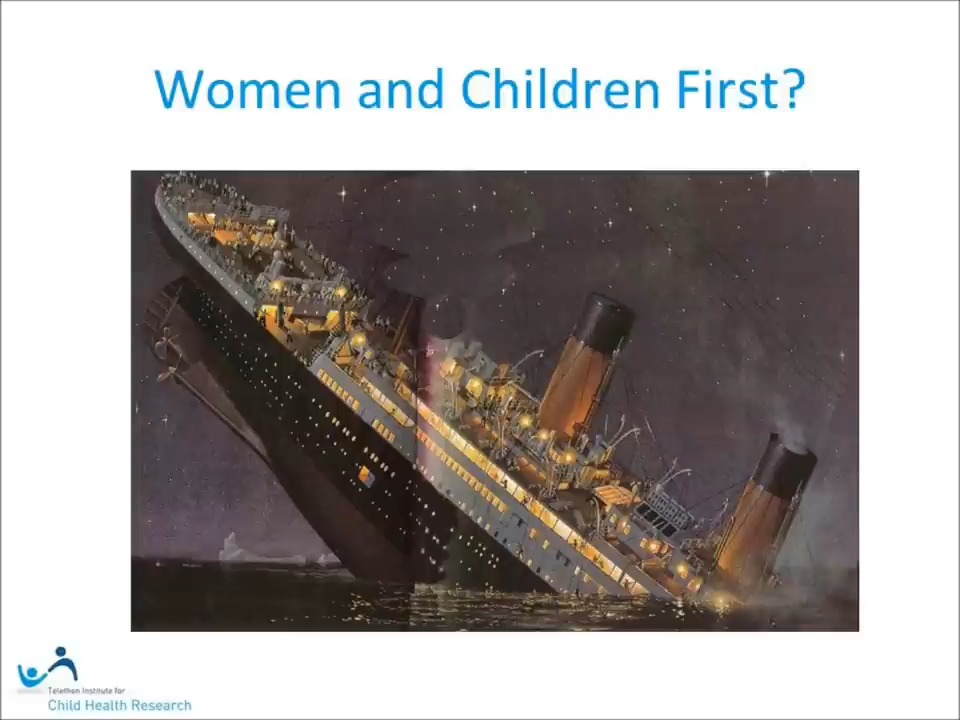 Women and Children First?
Telethon Institute for
Child Health Research